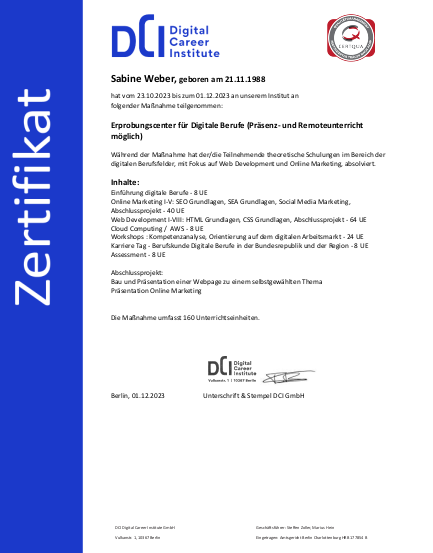 Zertifikat
DCI Digital
Career
Institute
CERTQUA
Sabine Weber, geboren am 21.11.1988
hat vom 23.10.2023 bis zum 01.12.2023 an unserem Institut an
folgender Maßnahme teilgenommen:
Erprobungscenter für Digitale Berufe (Präsenz- und Remoteunterricht
möglich)
Während der Maßnahme hat der/die Teilnehmende theoretische Schulungen im Bereich der
digitalen Berufsfelder, mit Fokus auf Web Development und Online Marketing, absolviert.
Inhalte:
Einführung digitale Berufe - 8 UE
Online Marketing I-V: SEO Grundlagen, SEA Grundlagen, Social Media Marketing,
Abschlussprojekt - 40 UE
Web Development I-VIII: HTML Grundlagen, CSS Grundlagen, Abschlussprojekt - 64 UE
Cloud Computing / AWS - 8 UE
Workshops : Kompetenzanalyse, Orientierung auf dem digitalen Arbeitsmarkt - 24 UE
Karriere Tag - Berufskunde Digitale Berufe in der Bundesrepublik und der Region - 8 UE
Assessment - 8 UE
Abschlussprojekt:
Bau und Präsentation einer Webpage zu einem selbstgewählten Thema
Präsentation Online Marketing
Die Maßnahme umfasst 160 Unterrichtseinheiten.
DCI Digital
Career
Institute
Vulkanstr. 1 | 10367 Berlin
Berlin, 01.12.2023 Unterschrift & Stempel DCI GmbH
DCI Digital Career Institute GmbH Geschäftsführer: Steffen Zoller, Marius Hein
Vulkanstr. 1, 10367 Berlin Eingetragen: Amtsgericht Berlin Charlottenburg HRB 177854 B